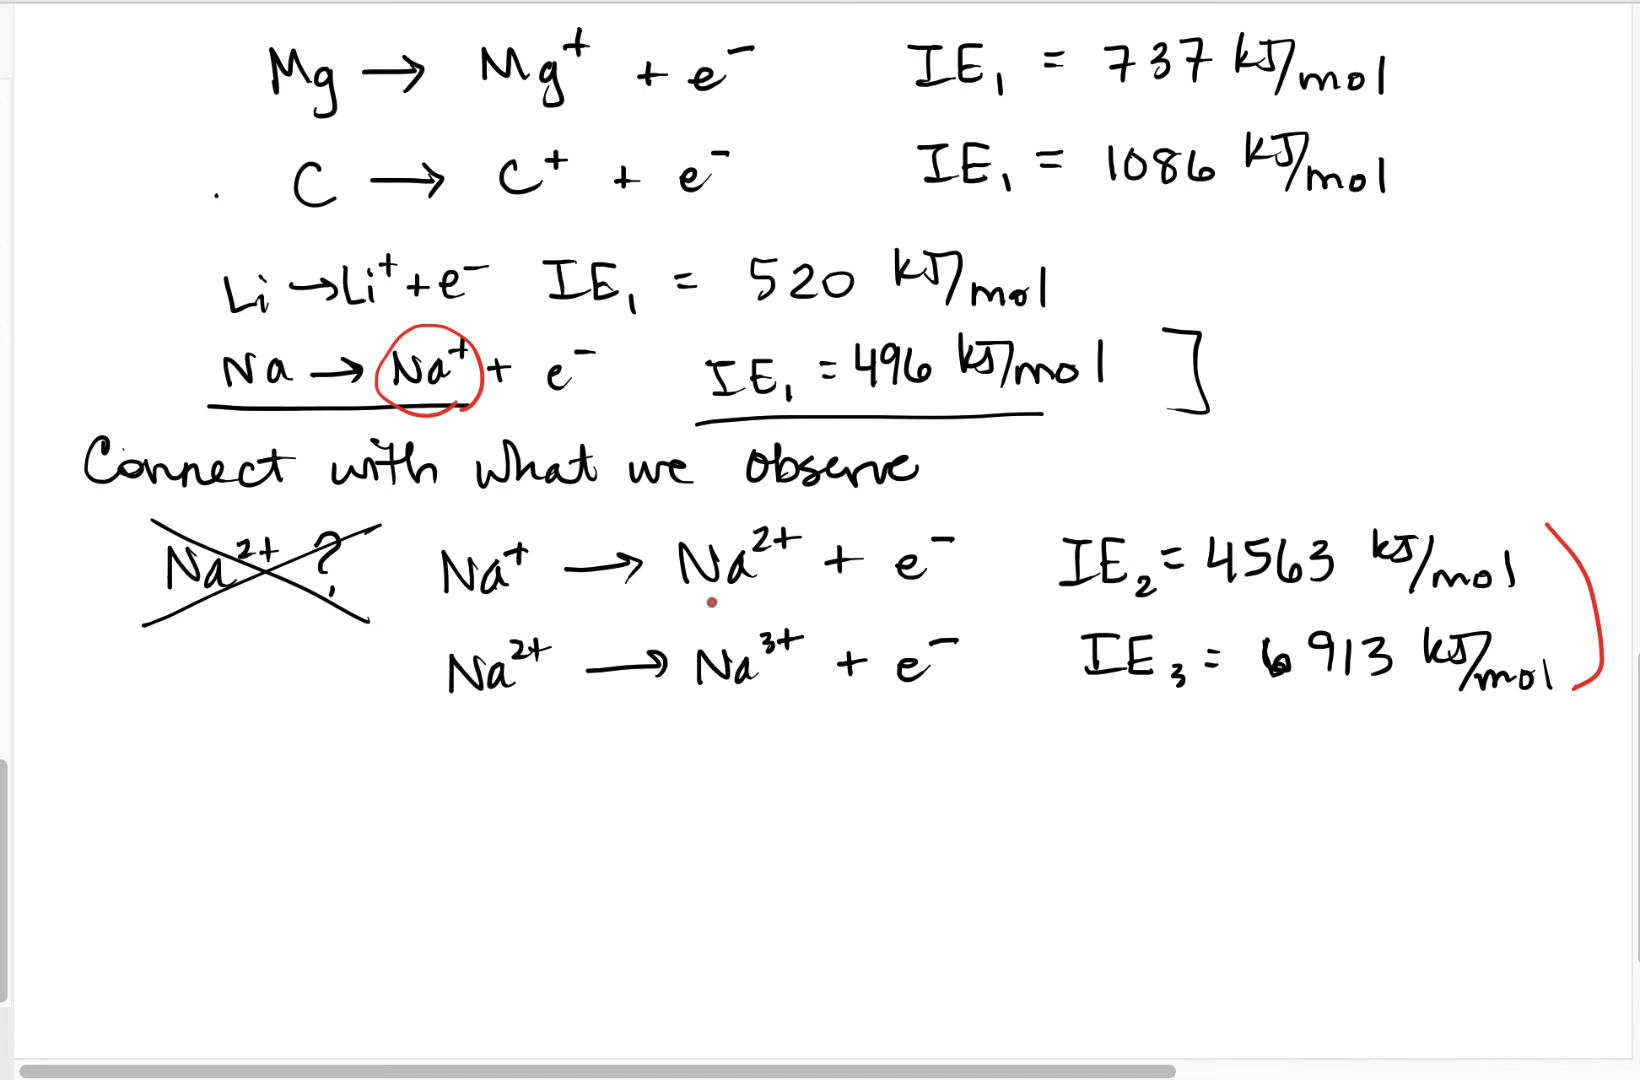 Mg → Mg⁺ + e⁻ IE₁ = 737 kJ/mol
C → C⁺ + e⁻ IE₁ = 1086 kJ/mol
Li → Li⁺ + e⁻ IE₁ = 520 kJ/mol
Na → Na⁺ + e⁻ IE₁ = 496 kJ/mol ]
Connect with what we observe
Na²⁺ ? Na⁺ → Na²⁺ + e⁻ IE₂ = 4563 kJ/mol
Na²⁺ → Na³⁺ + e⁻ IE₃ = 6913 kJ/mol